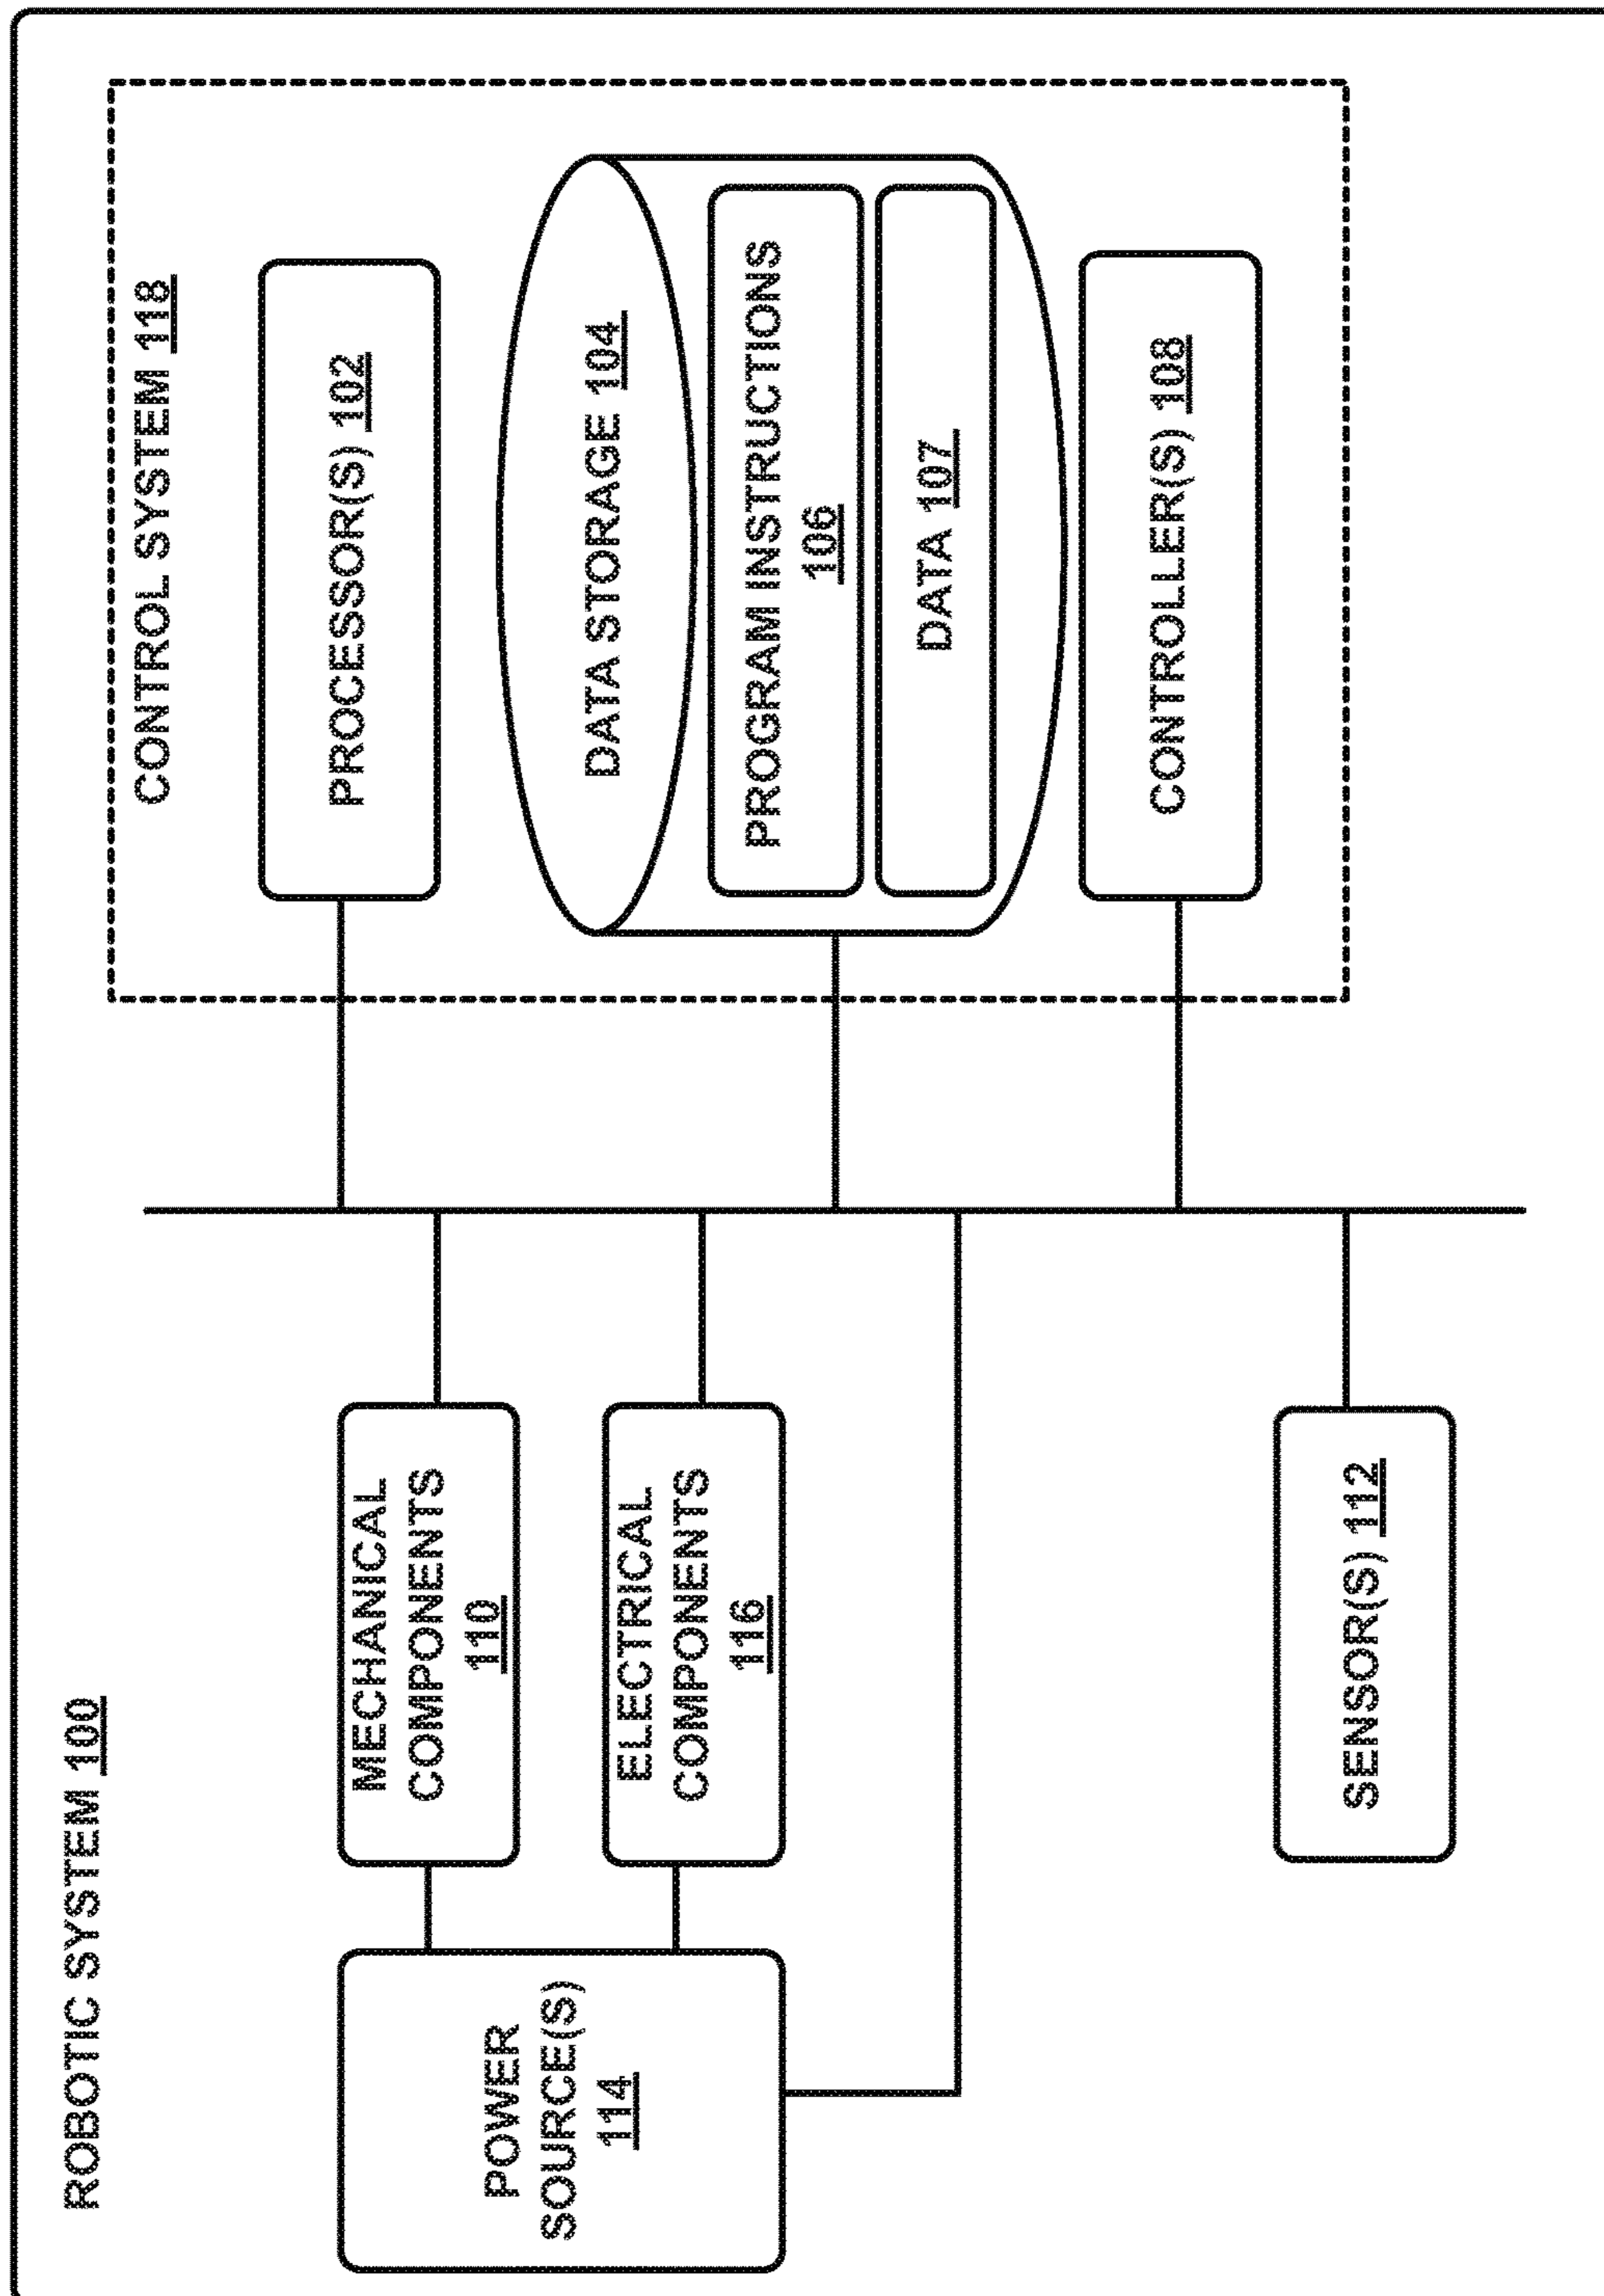 ROBOTIC SYSTEM 100
POWER
SOURCE(S)
114
MECHANICAL
COMPONENTS
110
ELECTRICAL
COMPONENTS
116
SENSOR(S) 112
CONTROL SYSTEM 118
PROCESSOR(S) 102
DATA STORAGE 104
PROGRAM INSTRUCTIONS
106
DATA 107
CONTROLLER(S) 108